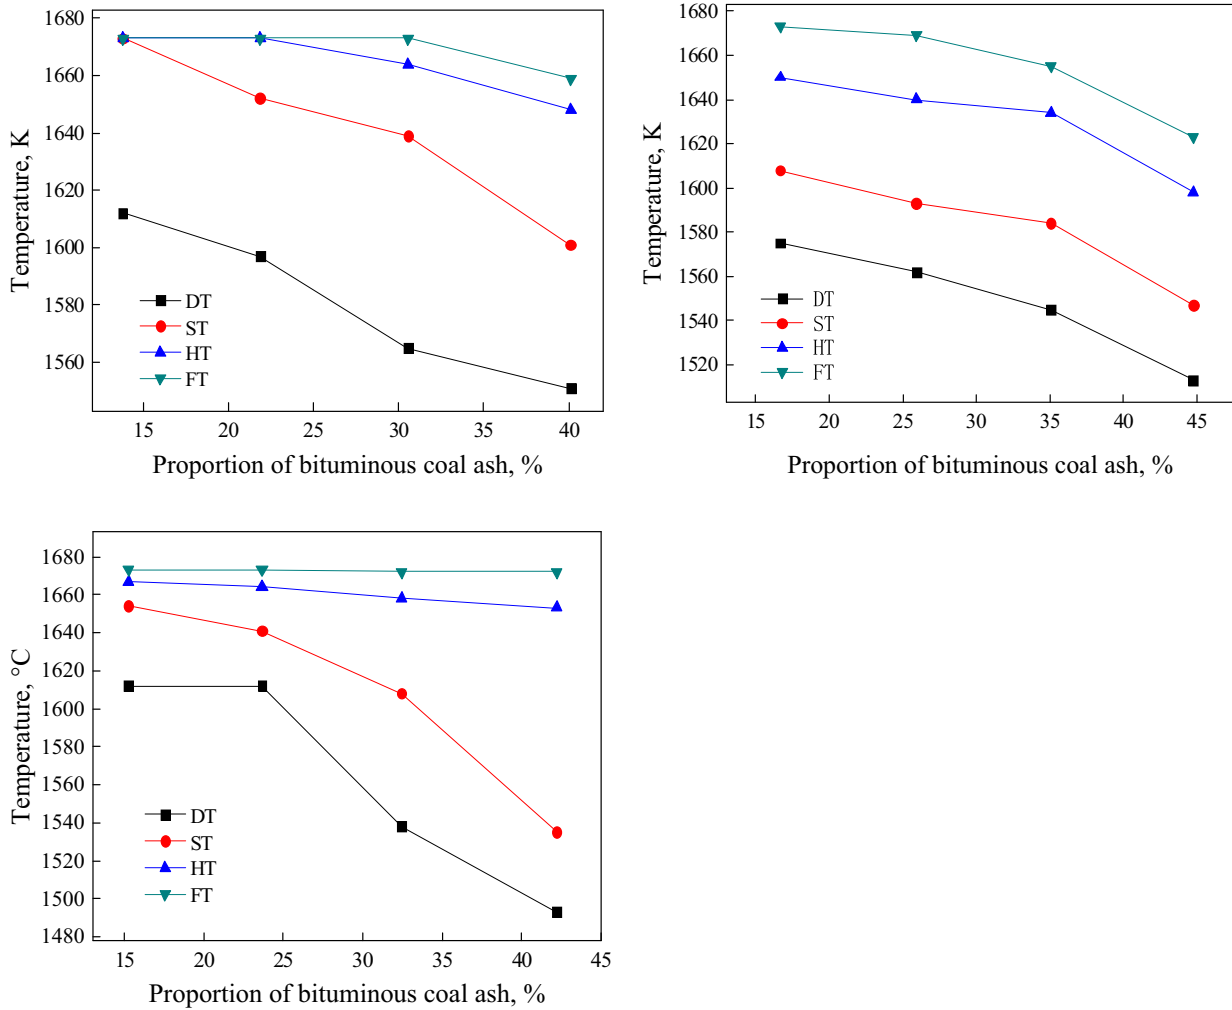 1680
1660
1640
1620
1600
1580
1560
Temperature, K
DT
ST
HT
FT
15
20
25
30
35
40
Proportion of bituminous coal ash, %
1680
1660
1640
1620
1600
1580
1560
1540
1520
Temperature, K
DT
ST
HT
FT
15
20
25
30
35
40
45
Proportion of bituminous coal ash, %
1680
1660
1640
1620
1600
1580
1560
1540
1520
1500
1480
Temperature, °C
DT
ST
HT
FT
15
20
25
30
35
40
45
Proportion of bituminous coal ash, %